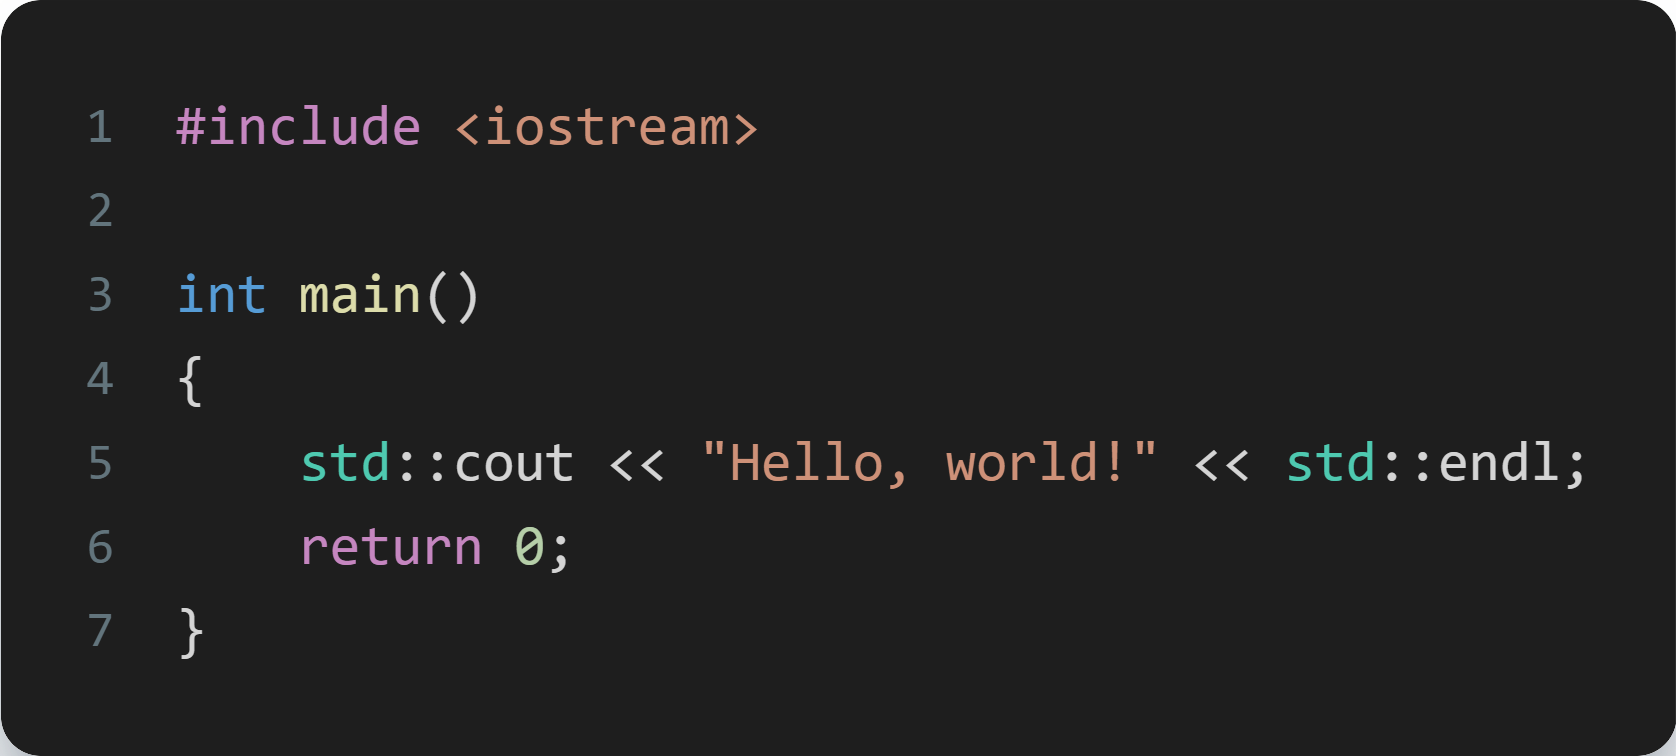 1 #include <iostream>
2
3 int main()
4 {
5     std::cout << "Hello, world!" << std::endl;
6     return 0;
7 }